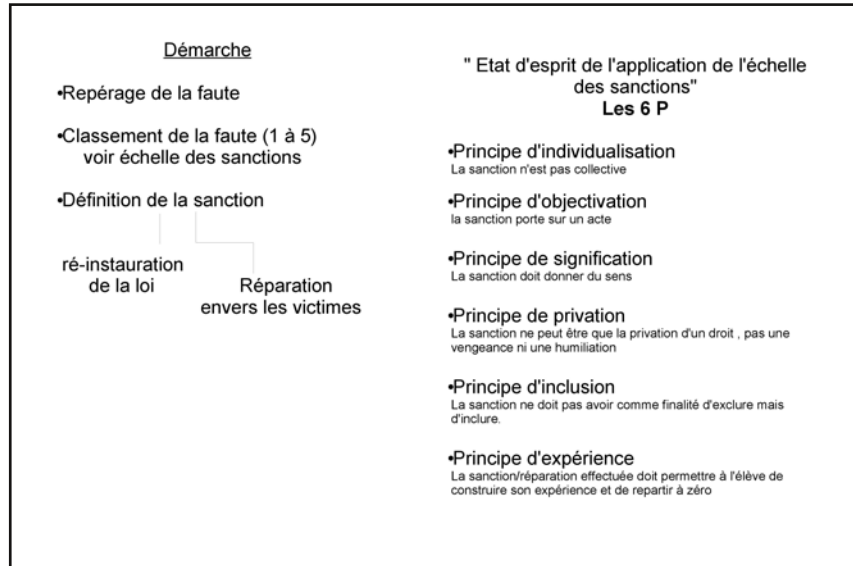 Démarche
•Repérage de la faute
•Classement de la faute (1 à 5)
voir échelle des sanctions
•Définition de la sanction
ré-instauration
de la loi
Réparation
envers les victimes
" Etat d'esprit de l'application de l'échelle
des sanctions"
Les 6 P
•Principe d'individualisation
La sanction n'est pas collective
•Principe d'objectivation
la sanction porte sur un acte
•Principe de signification
La sanction doit donner du sens
•Principe de privation
La sanction ne peut être que la privation d'un droit , pas une
vengeance ni une humiliation
•Principe d'inclusion
La sanction ne doit pas avoir comme finalité d'exclure mais
d'inclure.
•Principe d'expérience
La sanction/réparation effectuée doit permettre à l'élève de
construire son expérience et de repartir à zéro